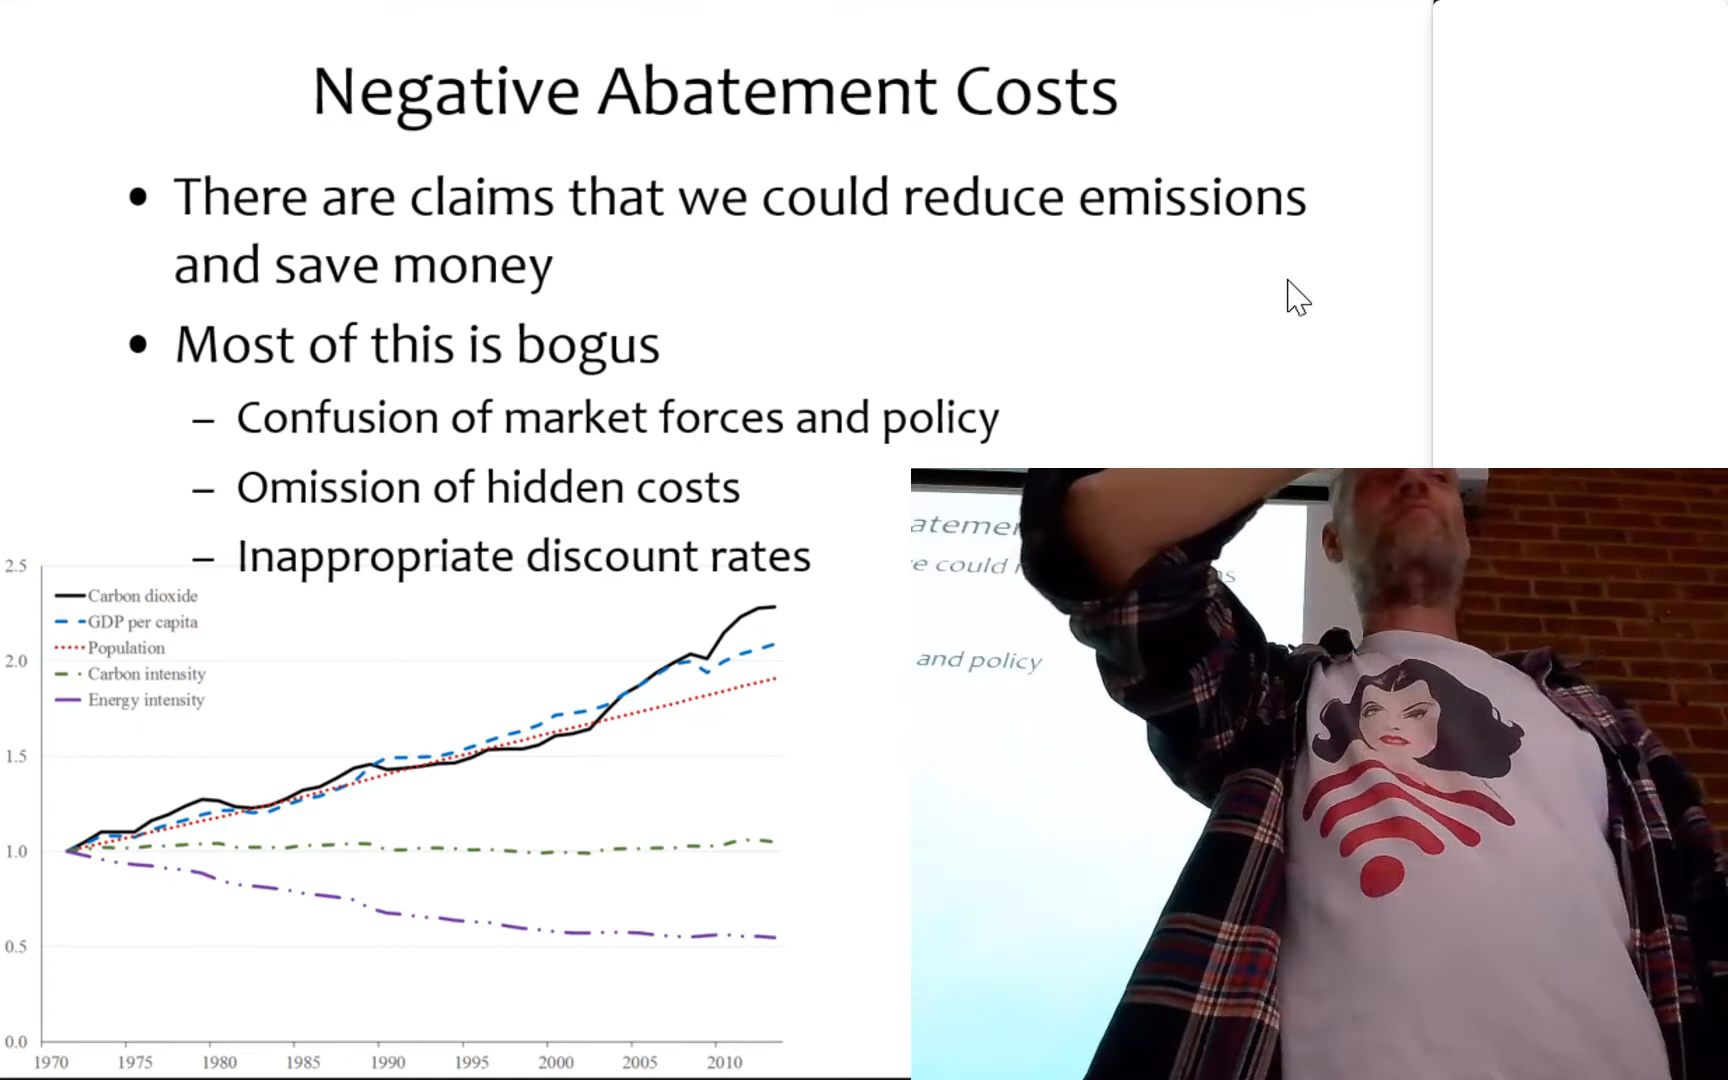 Negative Abatement Costs
• There are claims that we could reduce emissions
and save money
• Most of this is bogus
– Confusion of market forces and policy
– Omission of hidden costs
– Inappropriate discount rates
2.5
Carbon dioxide
GDP per capita
Population
Carbon intensity
Energy intensity
2.0
1.5
1.0
0.5
0.0
1970 1975 1980 1985 1990 1995 2000 2005 2010
could
and policy